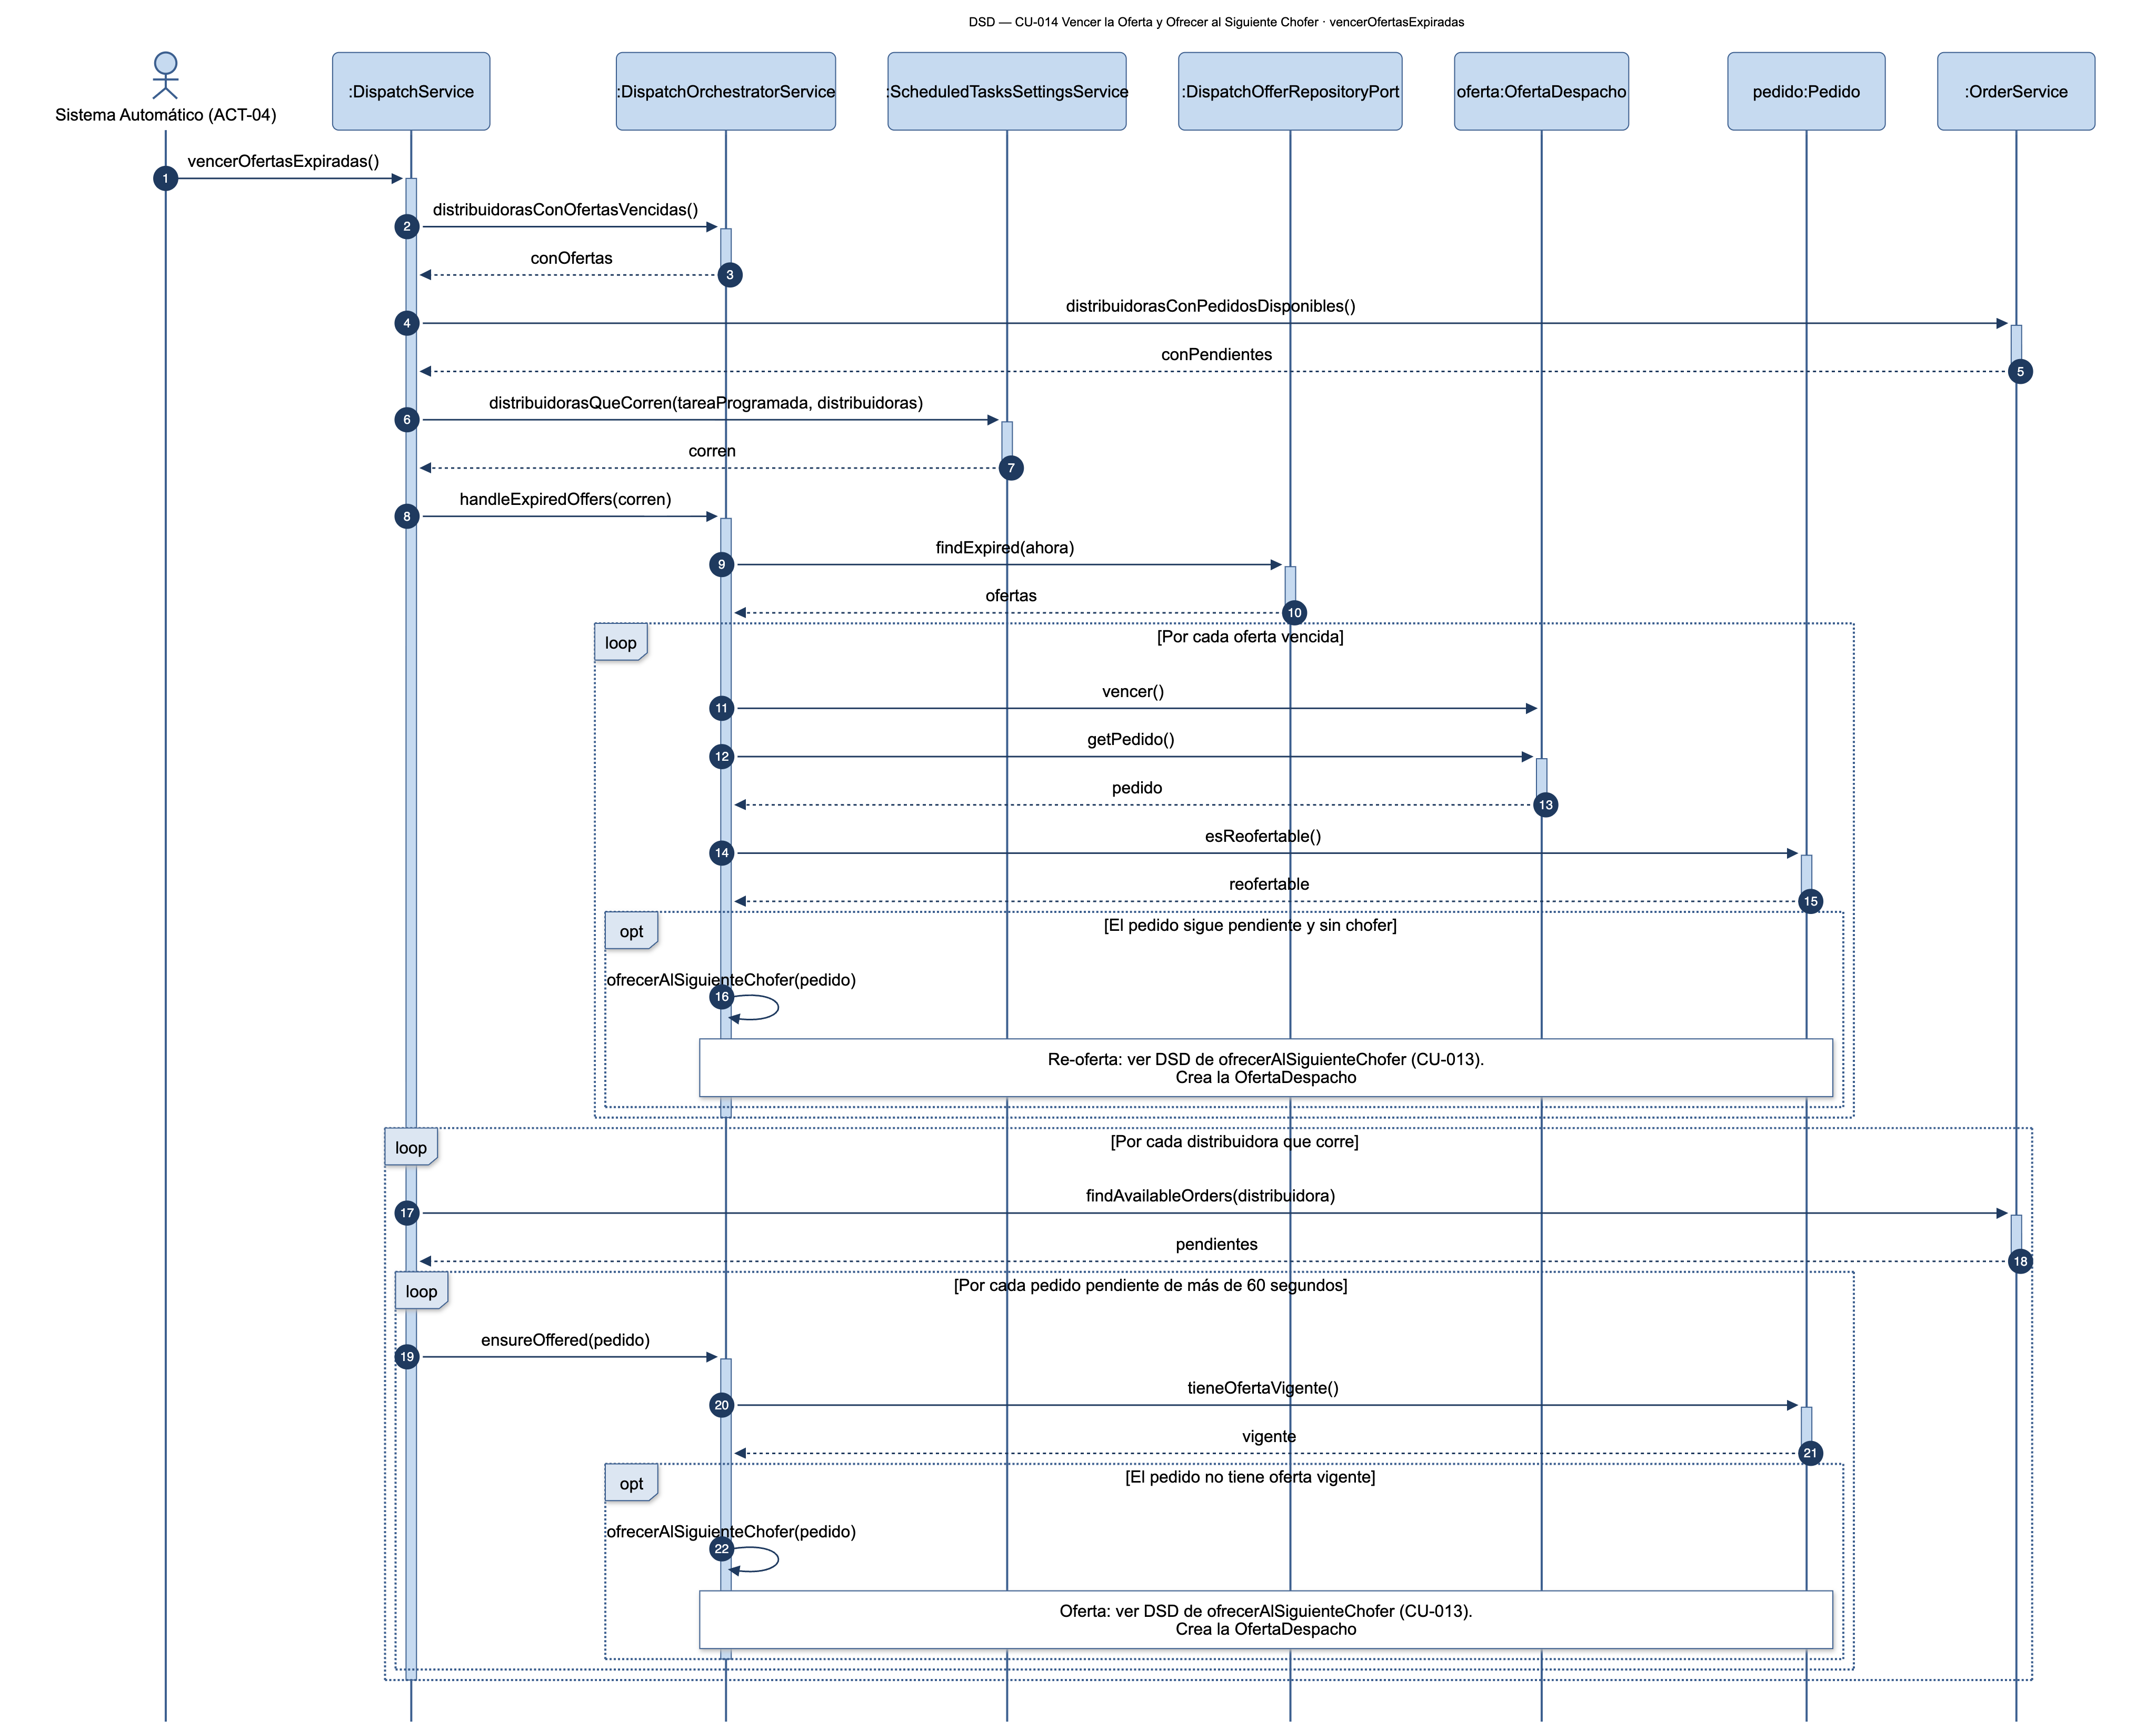 DSD — CU-014 Vencer la Oferta y Ofrecer al Siguiente Chofer · vencerOfertasExpiradas
Sistema Automático (ACT-04)
:DispatchService
:DispatchOrchestratorService
:ScheduledTasksSettingsService
:DispatchOfferRepositoryPort
oferta:OfertaDespacho
pedido:Pedido
:OrderService
vencerOfertasExpiradas()
1
distribuidorasConOfertasVencidas()
2
conOfertas
3
distribuidorasConPedidosDisponibles()
4
conPendientes
5
distribuidorasQueCorren(tareaProgramada, distribuidoras)
6
corren
7
handleExpiredOffers(corren)
8
findExpired(ahora)
9
ofertas
10
loop
[Por cada oferta vencida]
vencer()
11
getPedido()
12
pedido
13
esReofertable()
14
reofertable
15
opt
[El pedido sigue pendiente y sin chofer]
ofrecerAlSiguienteChofer(pedido)
16
Re-oferta: ver DSD de ofrecerAlSiguienteChofer (CU-013).
Crea la OfertaDespacho
loop
[Por cada distribuidora que corre]
findAvailableOrders(distribuidora)
17
pendientes
18
loop
[Por cada pedido pendiente de más de 60 segundos]
ensureOffered(pedido)
19
tieneOfertaVigente()
20
vigente
21
opt
[El pedido no tiene oferta vigente]
ofrecerAlSiguienteChofer(pedido)
22
Oferta: ver DSD de ofrecerAlSiguienteChofer (CU-013).
Crea la OfertaDespacho